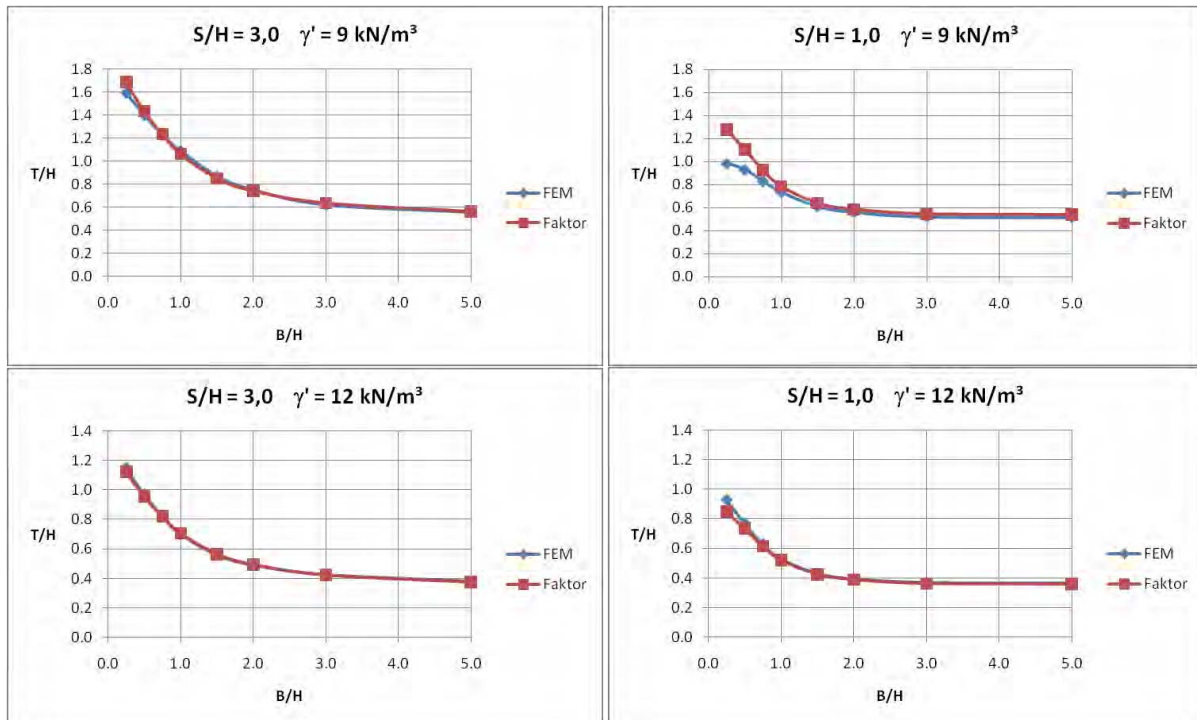 S/H = 3,0 γ' = 9 kN/m³
1.8
1.6
1.4
1.2
1.0
0.8
0.6
0.4
0.2
0.0
T/H
0.0 1.0 2.0 3.0 4.0 5.0
B/H
FEM
Faktor
S/H = 1,0 γ' = 9 kN/m³
1.8
1.6
1.4
1.2
1.0
0.8
0.6
0.4
0.2
0.0
T/H
0.0 1.0 2.0 3.0 4.0 5.0
B/H
FEM
Faktor
S/H = 3,0 γ' = 12 kN/m³
1.4
1.2
1.0
0.8
0.6
0.4
0.2
0.0
T/H
0.0 1.0 2.0 3.0 4.0 5.0
B/H
FEM
Faktor
S/H = 1,0 γ' = 12 kN/m³
1.4
1.2
1.0
0.8
0.6
0.4
0.2
0.0
T/H
0.0 1.0 2.0 3.0 4.0 5.0
B/H
FEM
Faktor